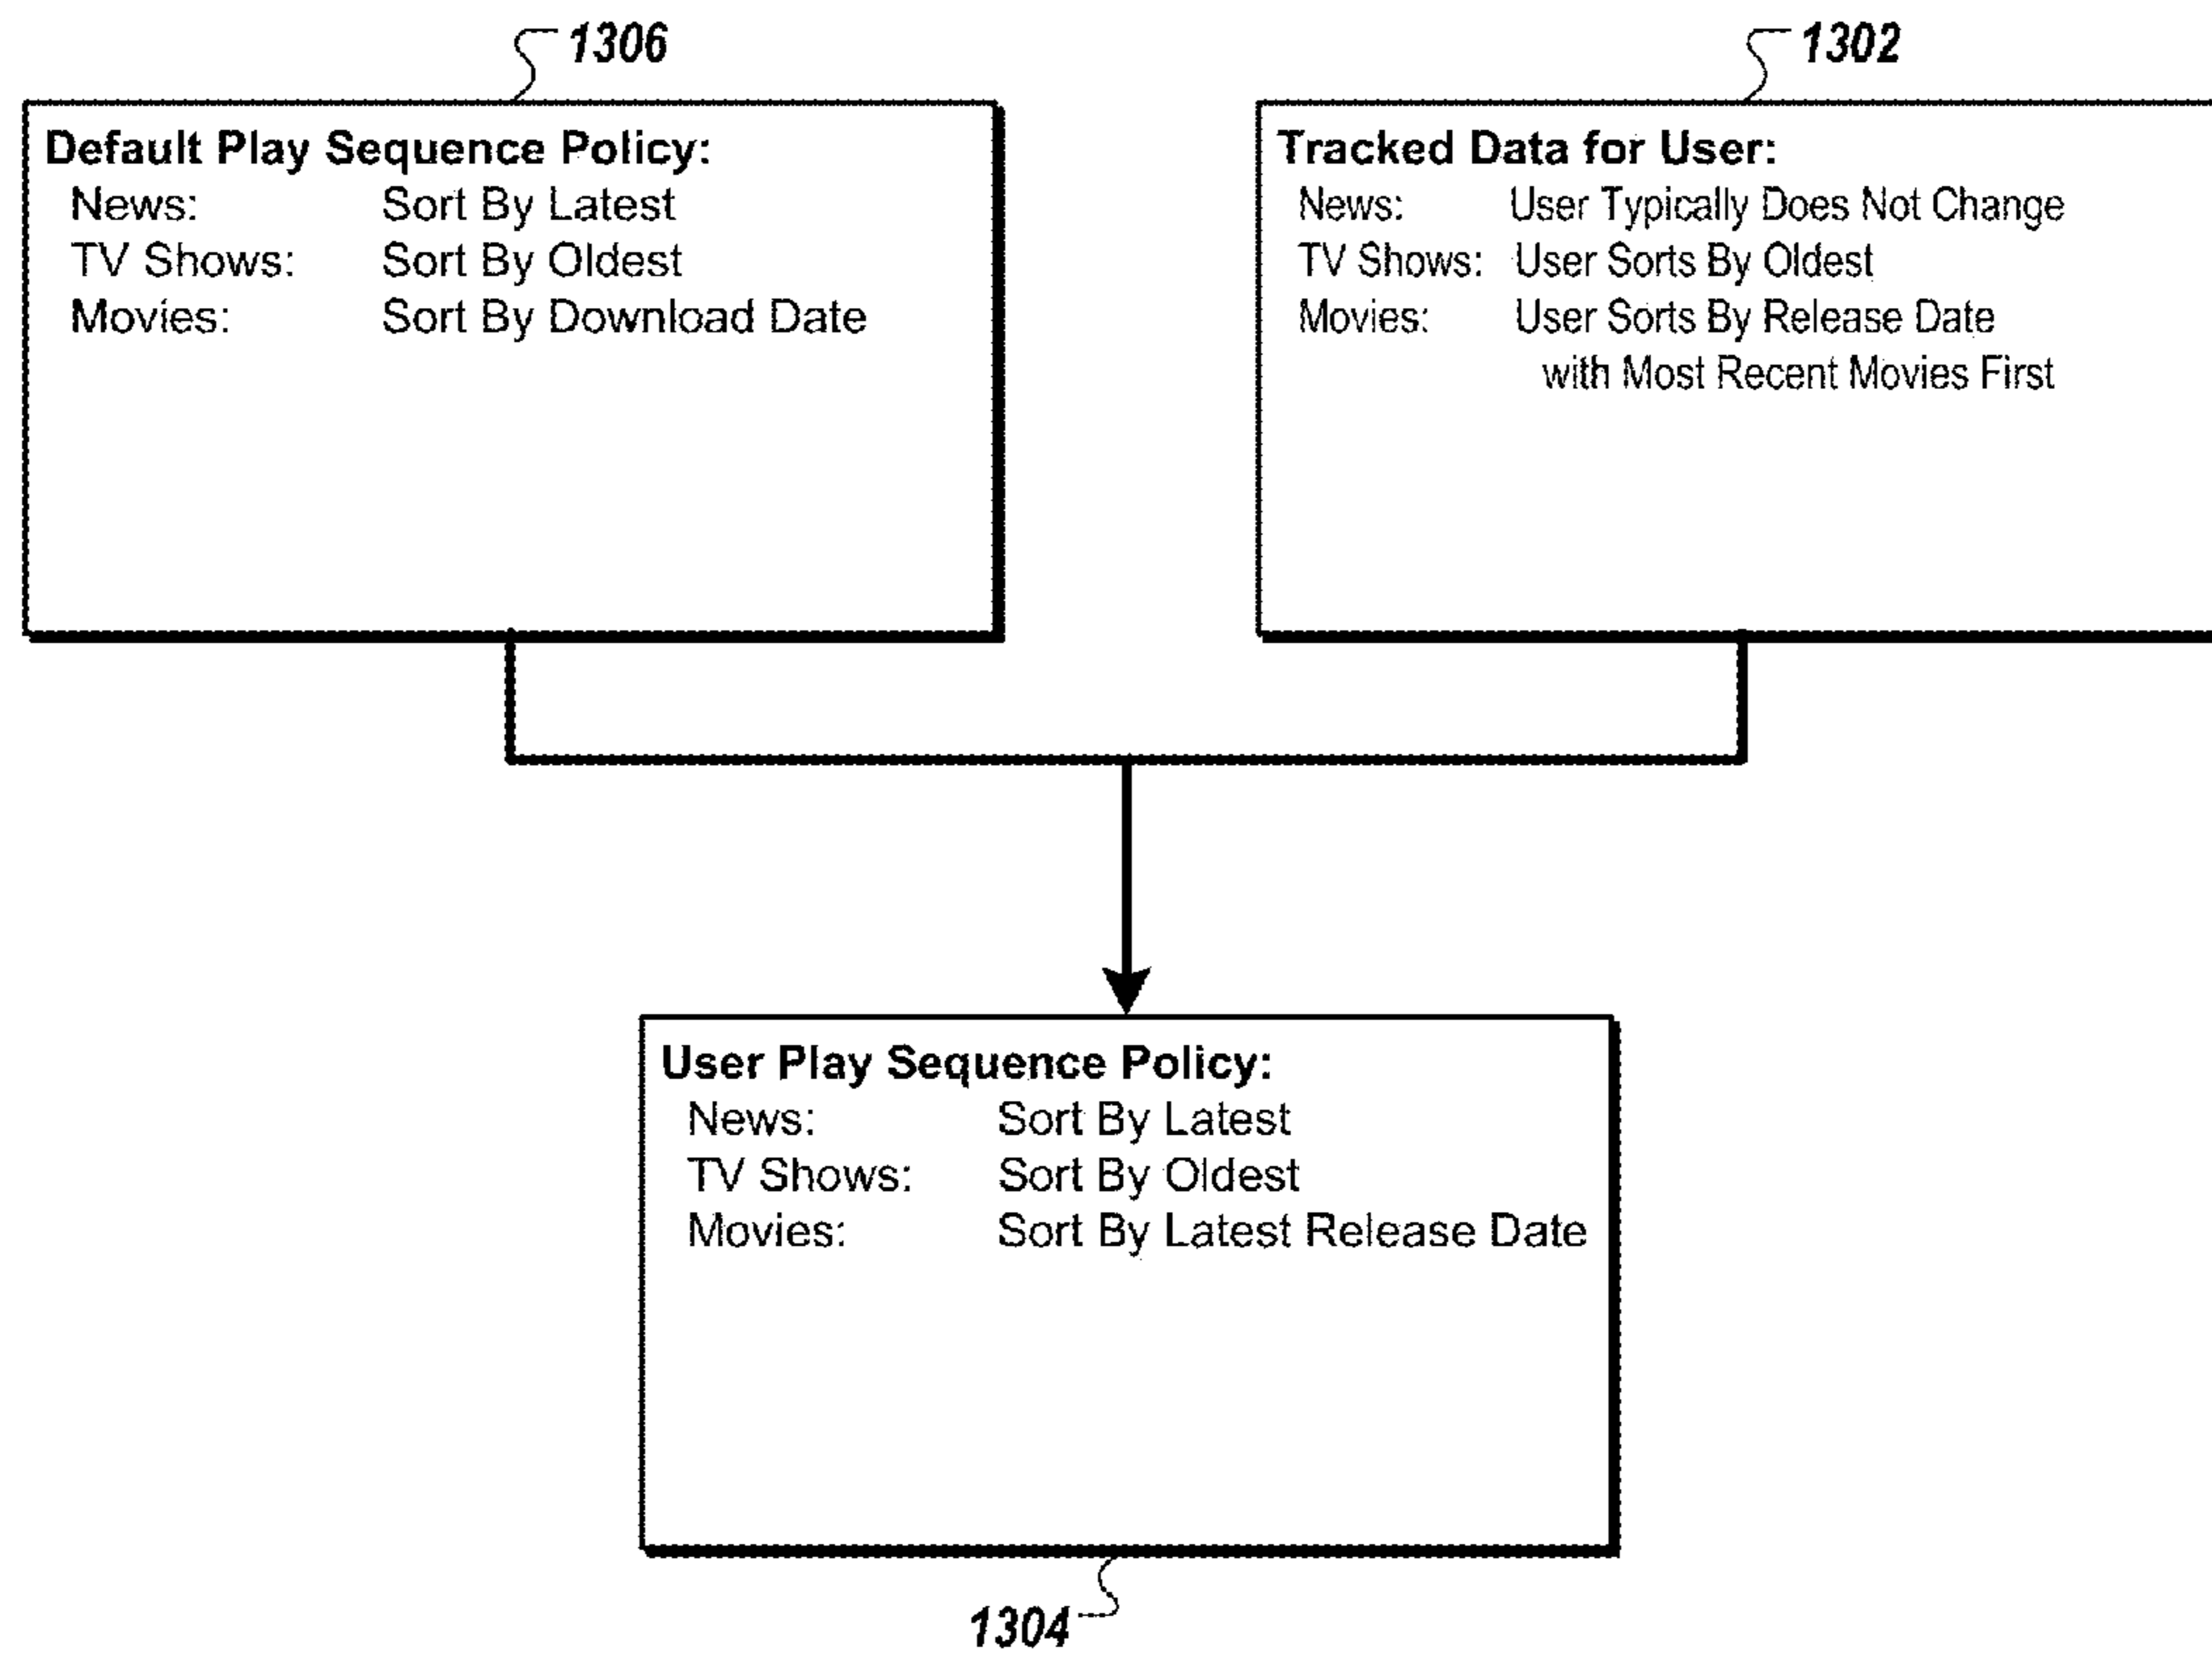 1306
Default Play Sequence Policy:
News: Sort By Latest
TV Shows: Sort By Oldest
Movies: Sort By Download Date
1302
Tracked Data for User:
News: User Typically Does Not Change
TV Shows: User Sorts By Oldest
Movies: User Sorts By Release Date
with Most Recent Movies First
User Play Sequence Policy:
News: Sort By Latest
TV Shows: Sort By Oldest
Movies: Sort By Latest Release Date
1304